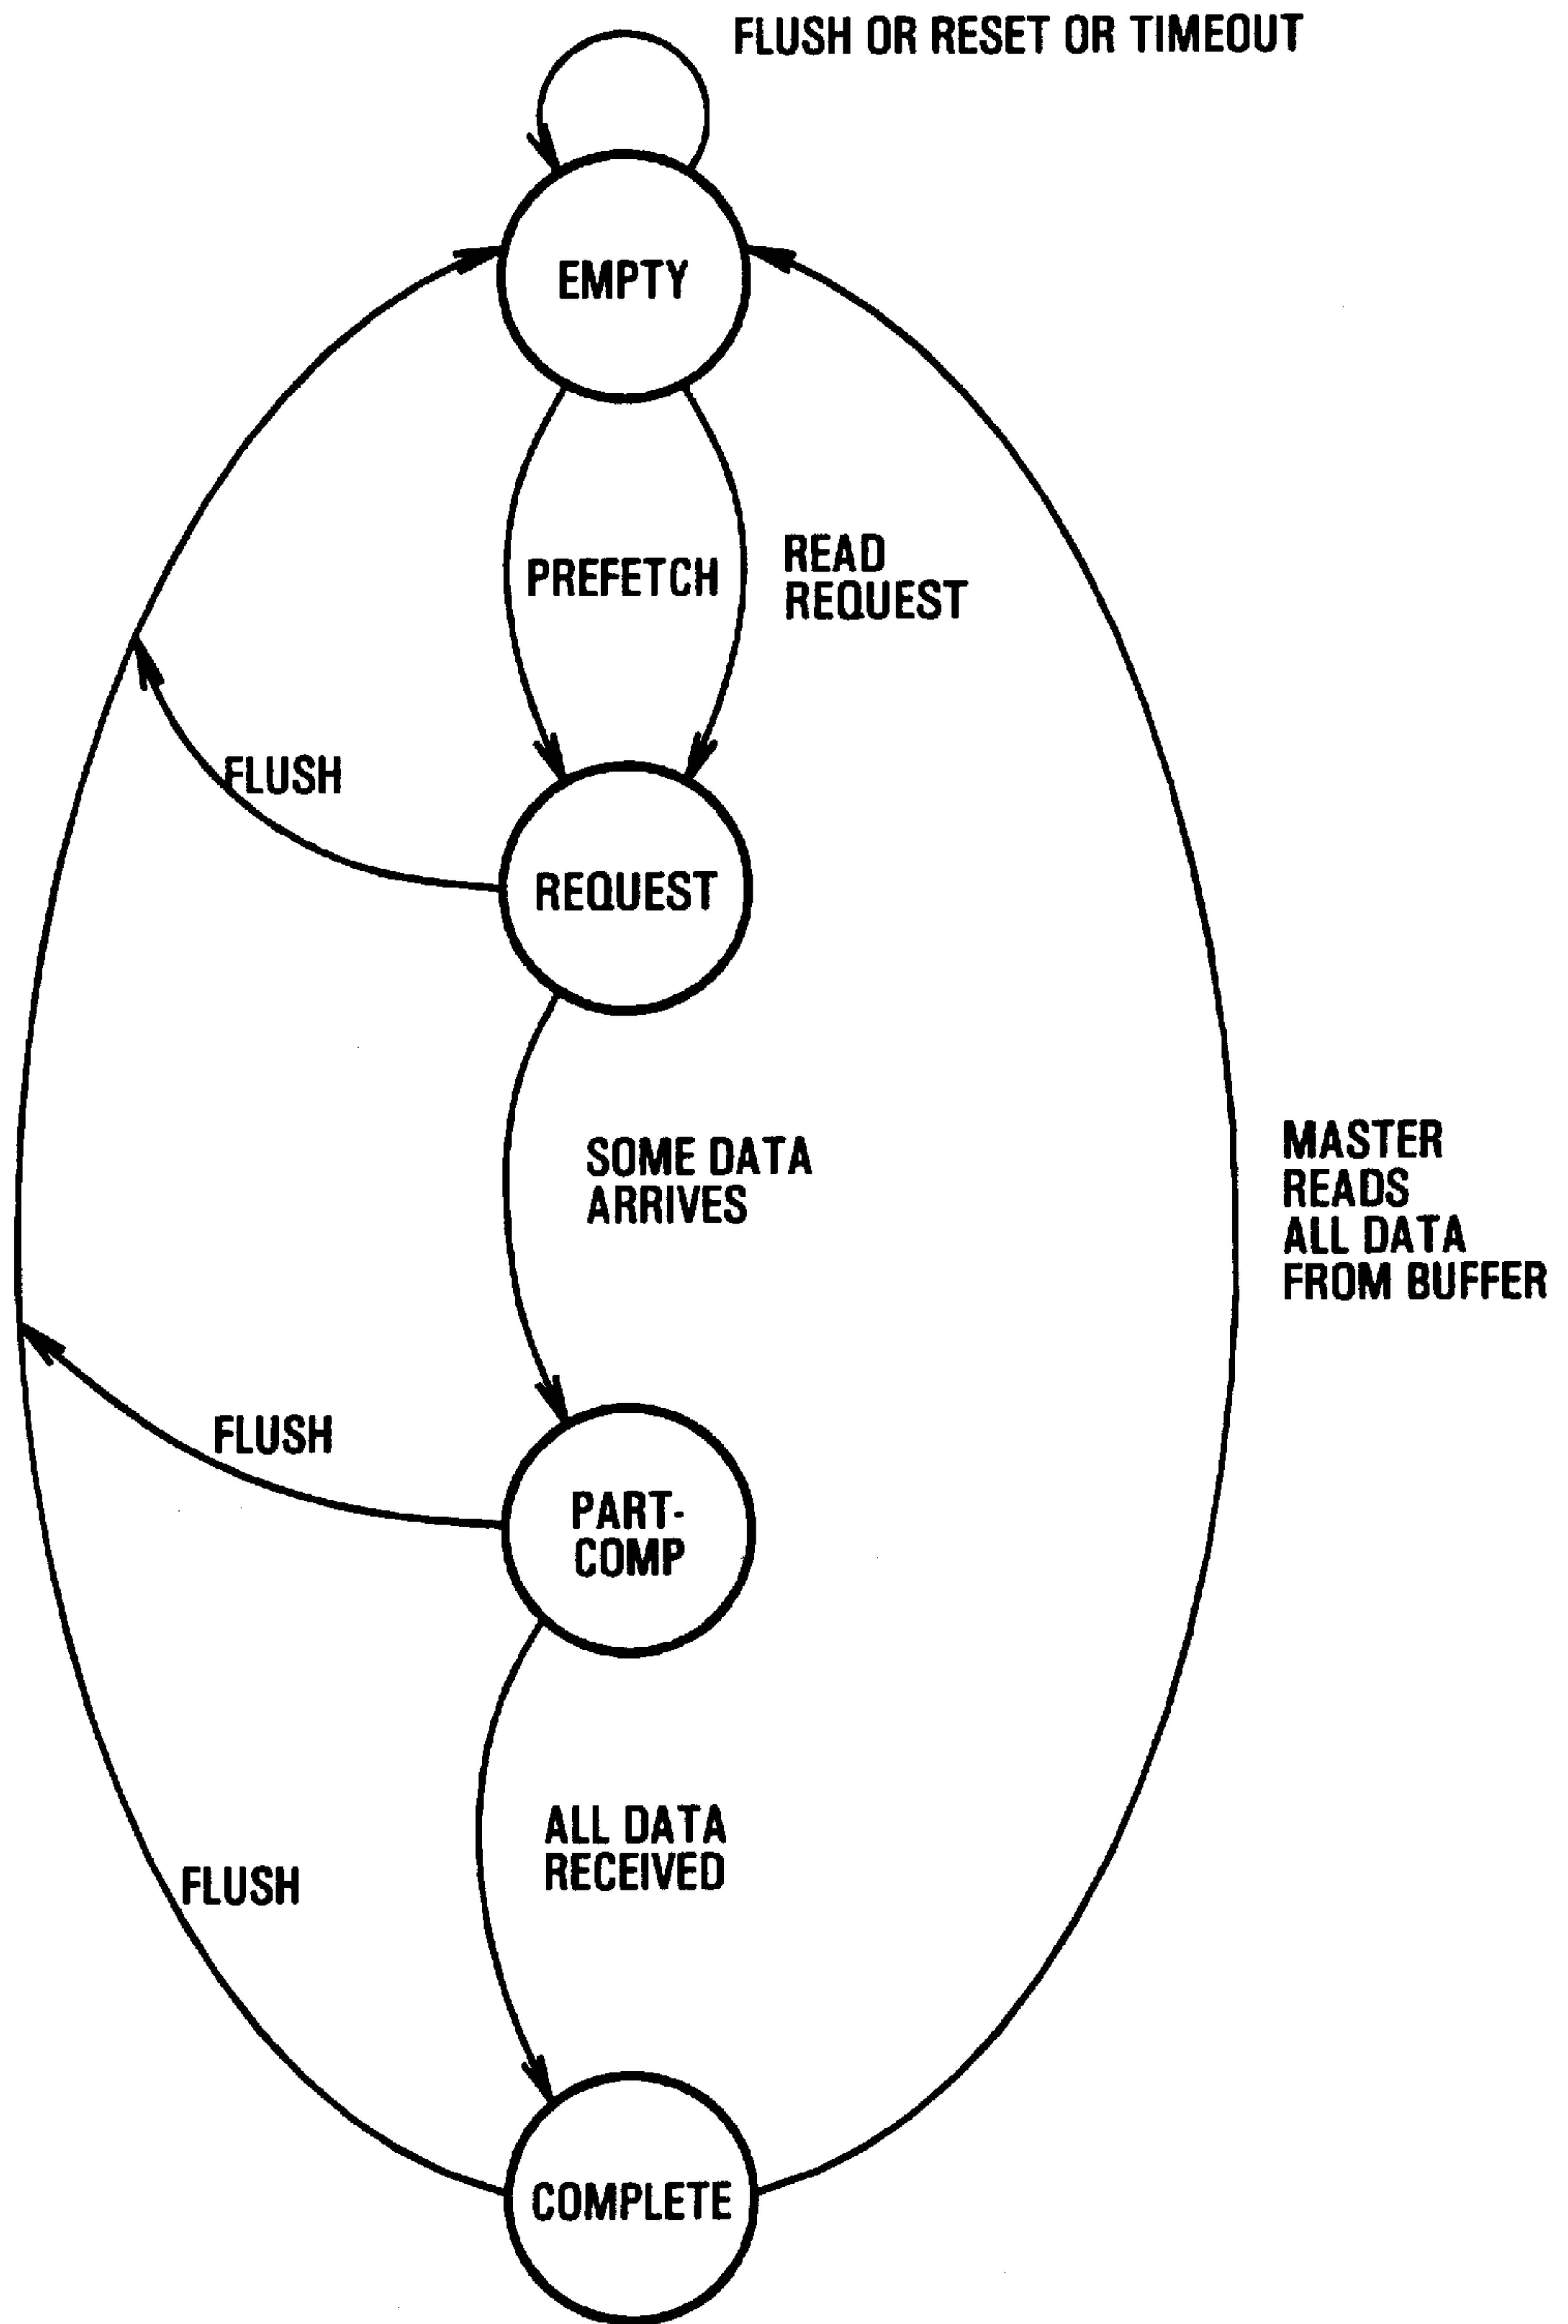 FLUSH OR RESET OR TIMEOUT
EMPTY
PREFETCH
READ
REQUEST
FLUSH
REQUEST
SOME DATA
ARRIVES
MASTER
READS
ALL DATA
FROM BUFFER
FLUSH
PART-
COMP
ALL DATA
RECEIVED
FLUSH
COMPLETE